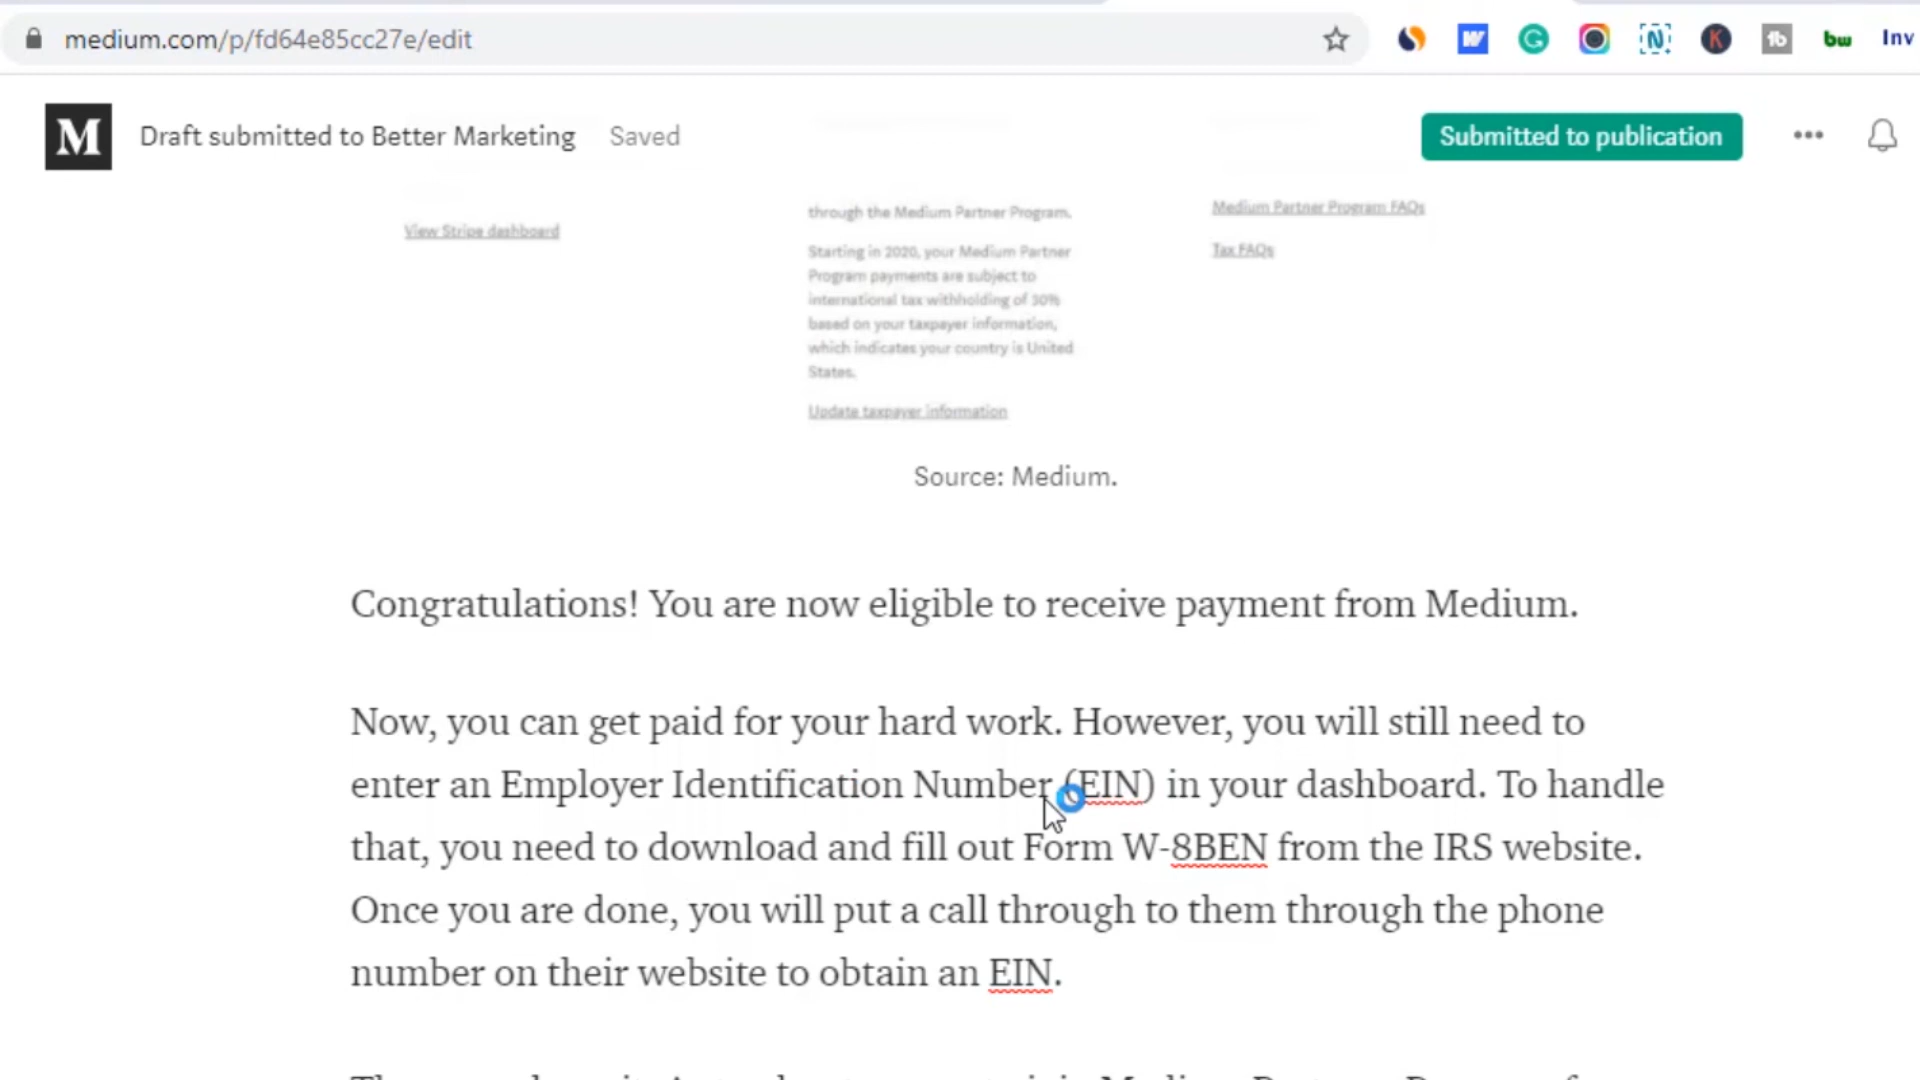 medium.com/p/fd64e85cc27e/edit
Inv
M
Draft submitted to Better Marketing Saved
Submitted to publication
View Stripe dashboard
through the Medium Partner Program.
Starting in 2020, your Medium Partner
Program payments are subject to
international tax withholding of 30%
based on your taxpayer information,
which indicates your country is United
States.
Update taxpayer information
Medium Partner Program FAQs
Tax FAQs
Source: Medium.
Congratulations! You are now eligible to receive payment from Medium.
Now, you can get paid for your hard work. However, you will still need to
enter an Employer Identification Number (EIN) in your dashboard. To handle
that, you need to download and fill out Form W-8BEN from the IRS website.
Once you are done, you will put a call through to them through the phone
number on their website to obtain an EIN.